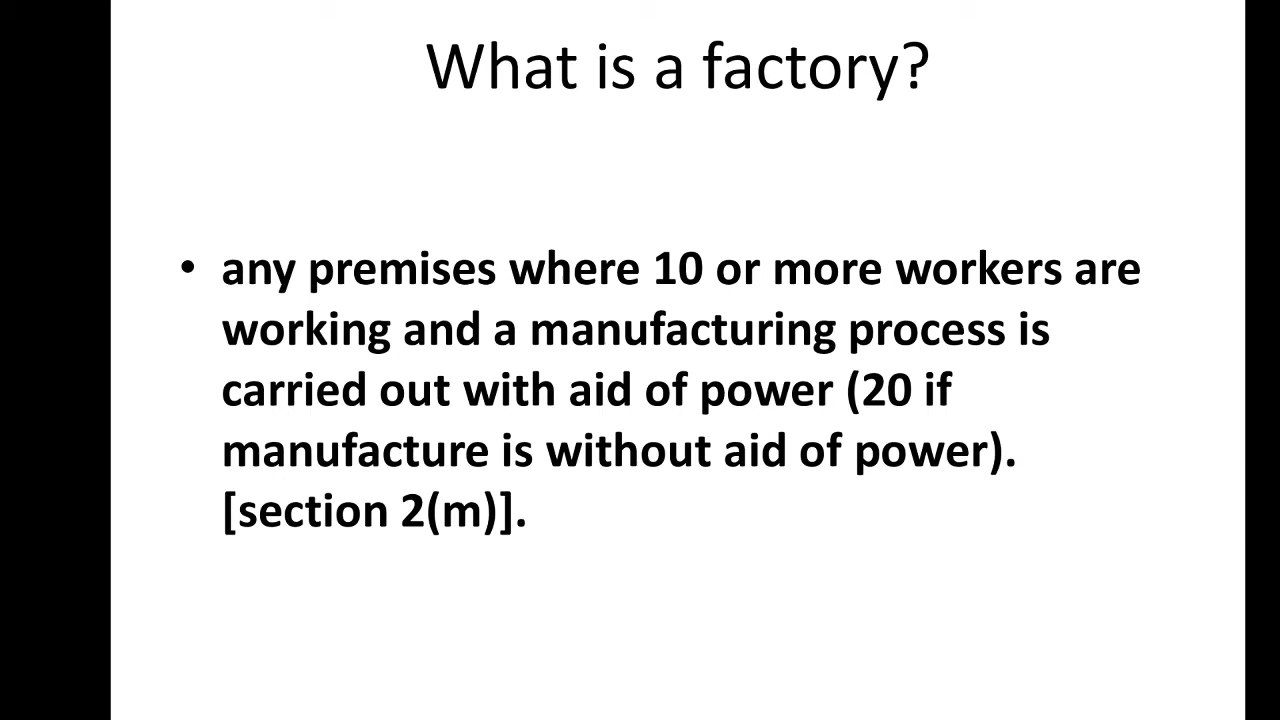 What is a factory?
• any premises where 10 or more workers are
working and a manufacturing process is
carried out with aid of power (20 if
manufacture is without aid of power).
[section 2(m)].